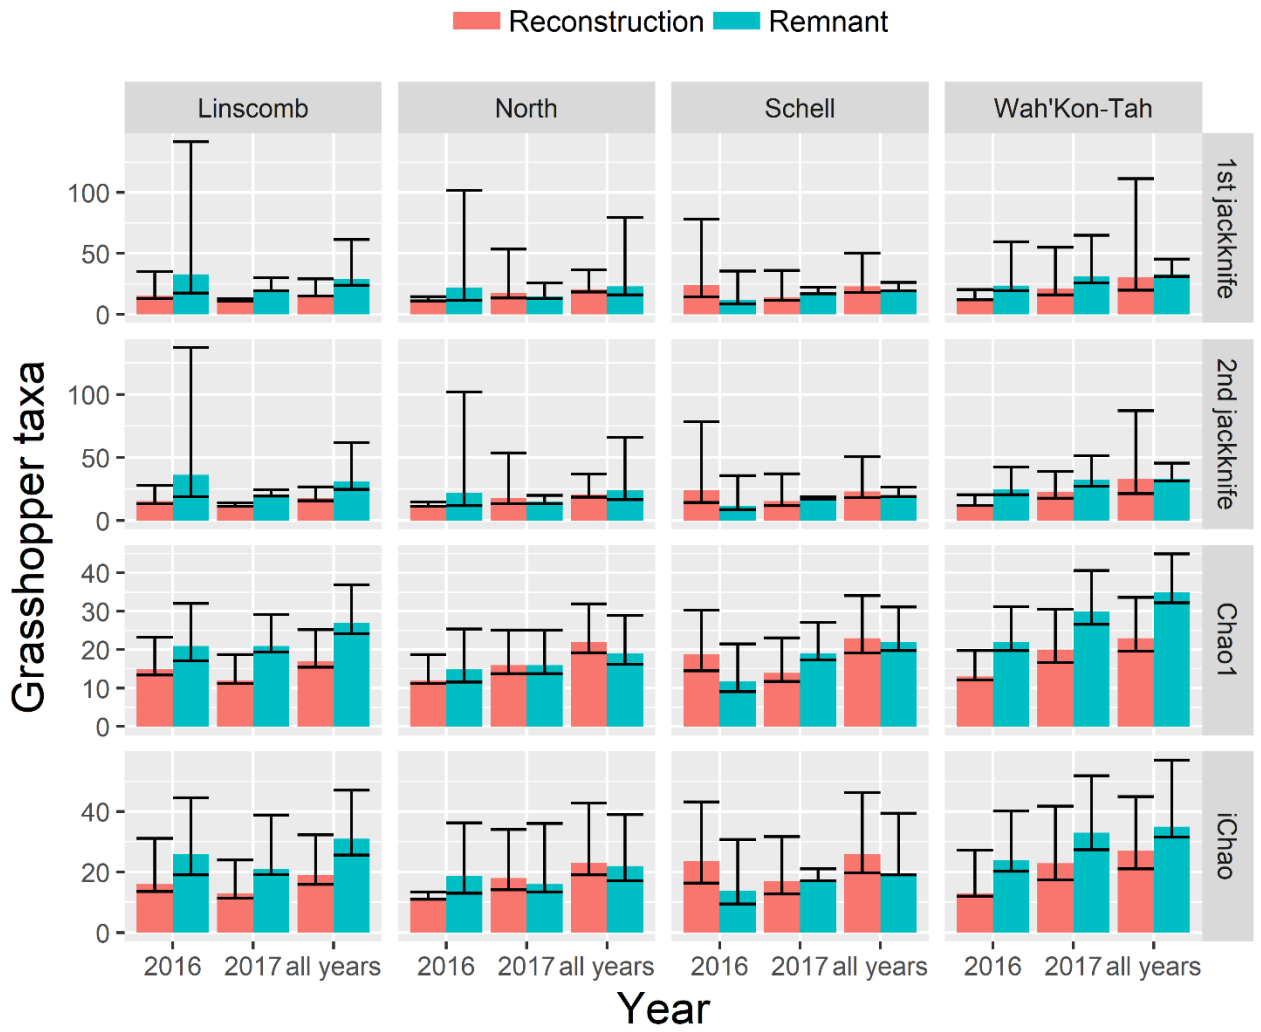 Reconstruction Remnant
Linscomb North Schell Wah'Kon-Tah
Grasshopper taxa
100
50
0
1st jackknife
100
50
0
2nd jackknife
40
30
20
10
0
Chao1
40
20
0
iChao
2016 2017 all years 2016 2017 all years 2016 2017 all years 2016 2017 all years
Year